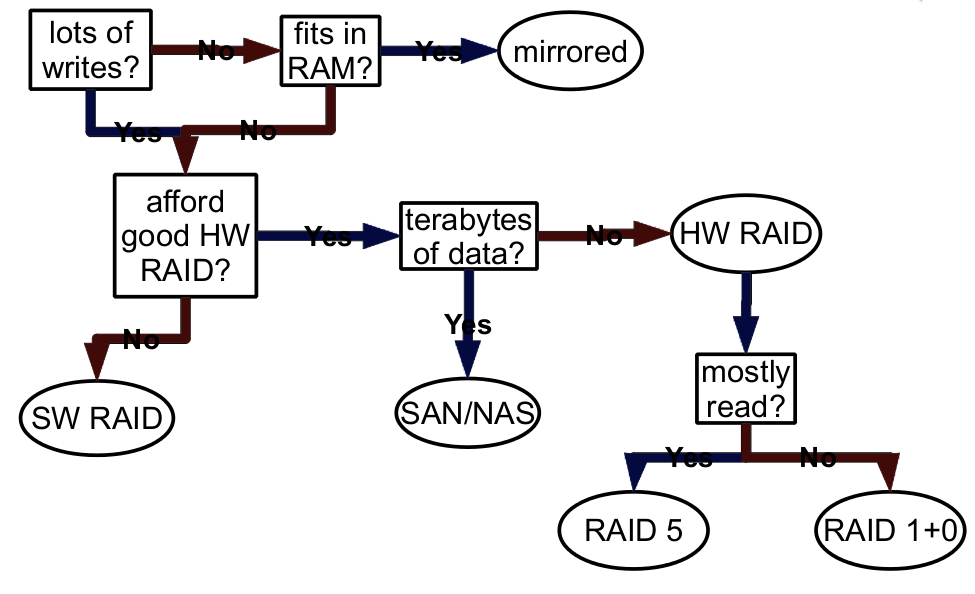 lots of
writes?
No
fits in
RAM?
Yes
mirrored
Yes
No
afford
good HW
RAID?
Yes
terabytes
of data?
No
HW RAID
No
Yes
SW RAID
SAN/NAS
mostly
read?
Yes
No
RAID 5
RAID 1+0